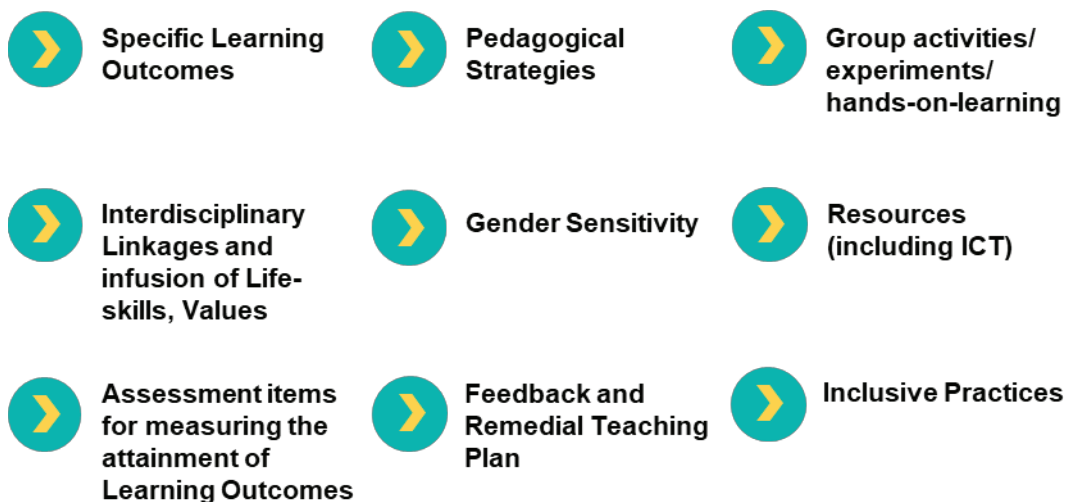 Specific Learning
Outcomes
Pedagogical
Strategies
Group activities/
experiments/
hands-on-learning
Interdisciplinary
Linkages and
infusion of Life-
skills, Values
Gender Sensitivity
Resources
(including ICT)
Assessment items
for measuring the
attainment of
Learning Outcomes
Feedback and
Remedial Teaching
Plan
Inclusive Practices